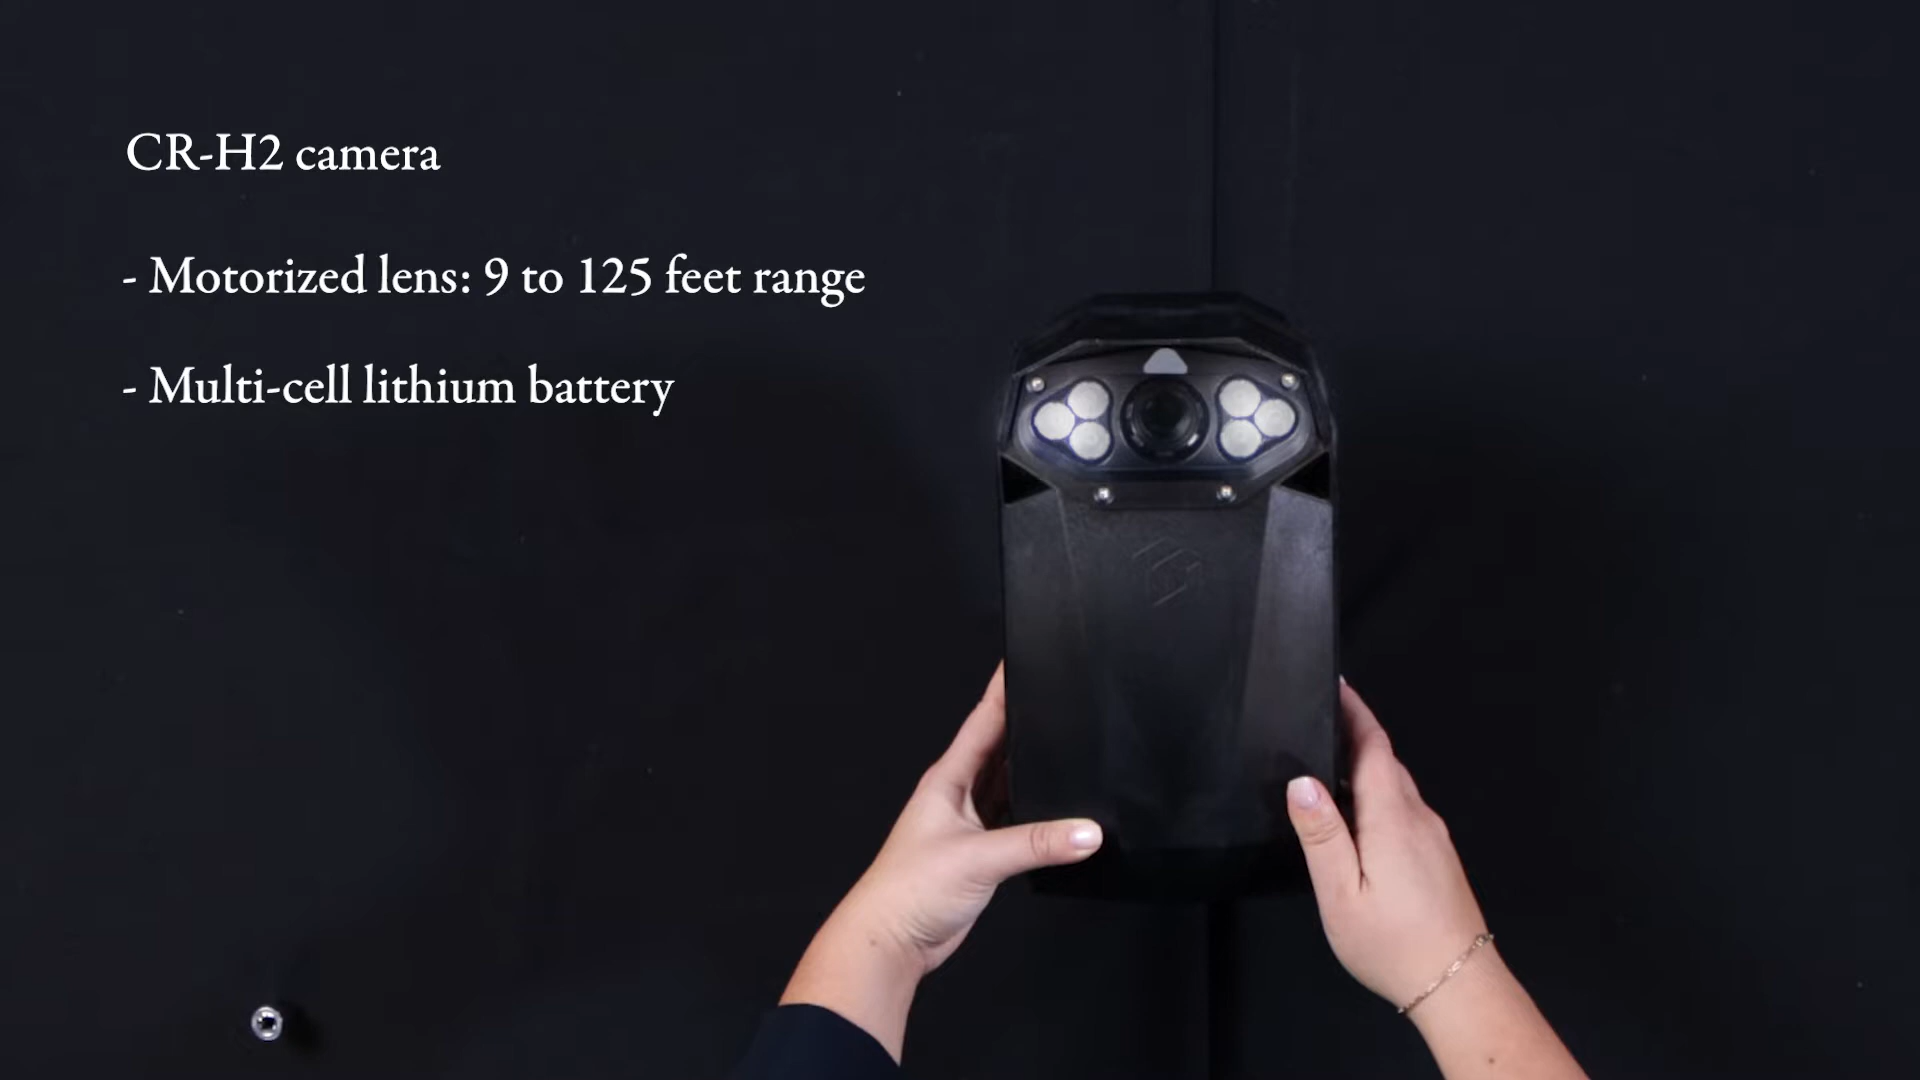 CR-H2 camera
- Motorized lens: 9 to 125 feet range
- Multi-cell lithium battery